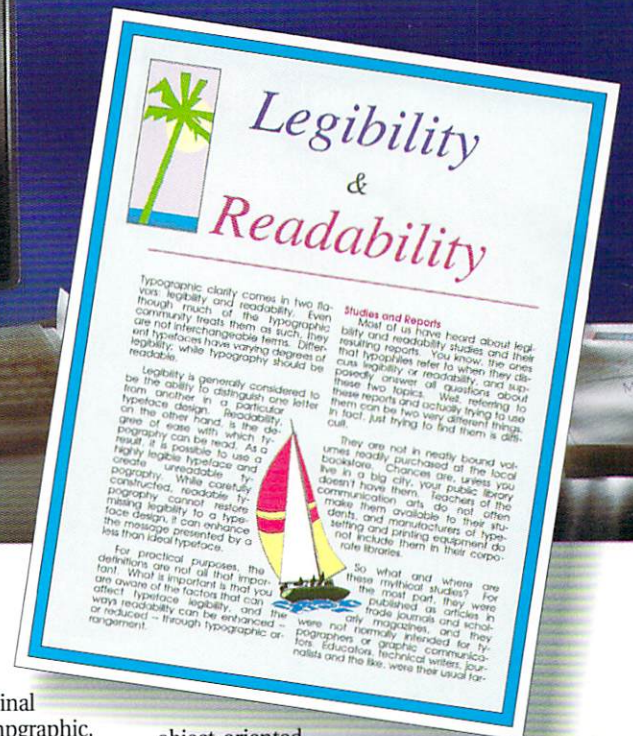 Legibility
&
Readability
Typographic clarity comes in two fla-
vors: legibility and readability. Even
though much of the typographic
community treats them as such, they
are not interchangeable terms. Differ-
ent typefaces have varying degrees of
legibility, while typography should be
readable.
Legibility is generally considered to
be the ability to distinguish one letter
from another in a particular
typeface design. Readability,
on the other hand, is the de-
gree of ease with which ty-
pography can be read. As a
result, it is possible to use a
highly legible typeface and
create unreadable ty-
pography. While carefully
constructed, readable ty-
pography cannot restore
missing legibility to a type-
face design, it can enhance
the message presented by a
less than ideal typeface.
For practical purposes, the
definitions are not all that impor-
tant. What is important is that you
are aware of the factors that can
affect typeface legibility, and the
ways readability can be enhanced –
or reduced – through typographic ar-
rangement.
Studies and Reports
Most of us have heard about legi-
bility and readability studies and their
resulting reports. You know, the ones
that typophiles refer to when they dis-
cuss legibility or readability, and sup-
posedly answer all questions about
these two topics. Well, referring to
these reports and actually trying to use
them can be two very different things.
In fact, just trying to find them is diffi-
cult.
They are not in neatly bound vol-
umes readily purchased at the local
bookstore. Chances are, unless you
live in a big city, your public library
doesn't have them. Teachers of the
communication arts, do not often
make them available to their stu-
dents, and manufacturers of type-
setting and printing equipment do
not include them in their corpo-
rate libraries.
So what and where are
these mythical studies? For
the most part, they were
published as articles in
trade journals and schol-
arly magazines, and they
were not normally intended for ty-
pographers or graphic communica-
tors. Educators, technical writers, jour-
nalists and the like, were their usual tar-
inal
mpgraphic,
object-oriented